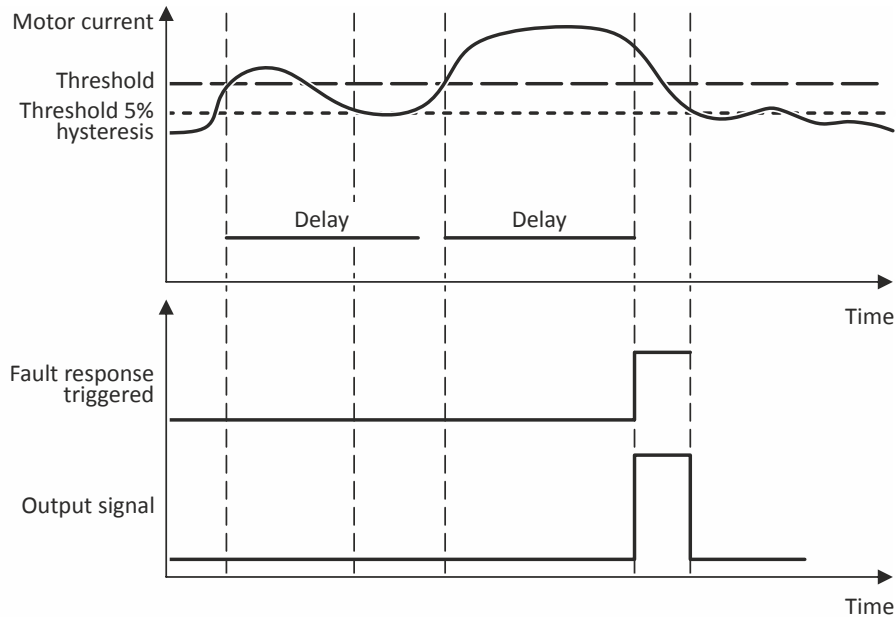 Motor current
Threshold
Threshold 5%
hysteresis
Delay
Delay
Time
Fault response
triggered
Output signal
Time